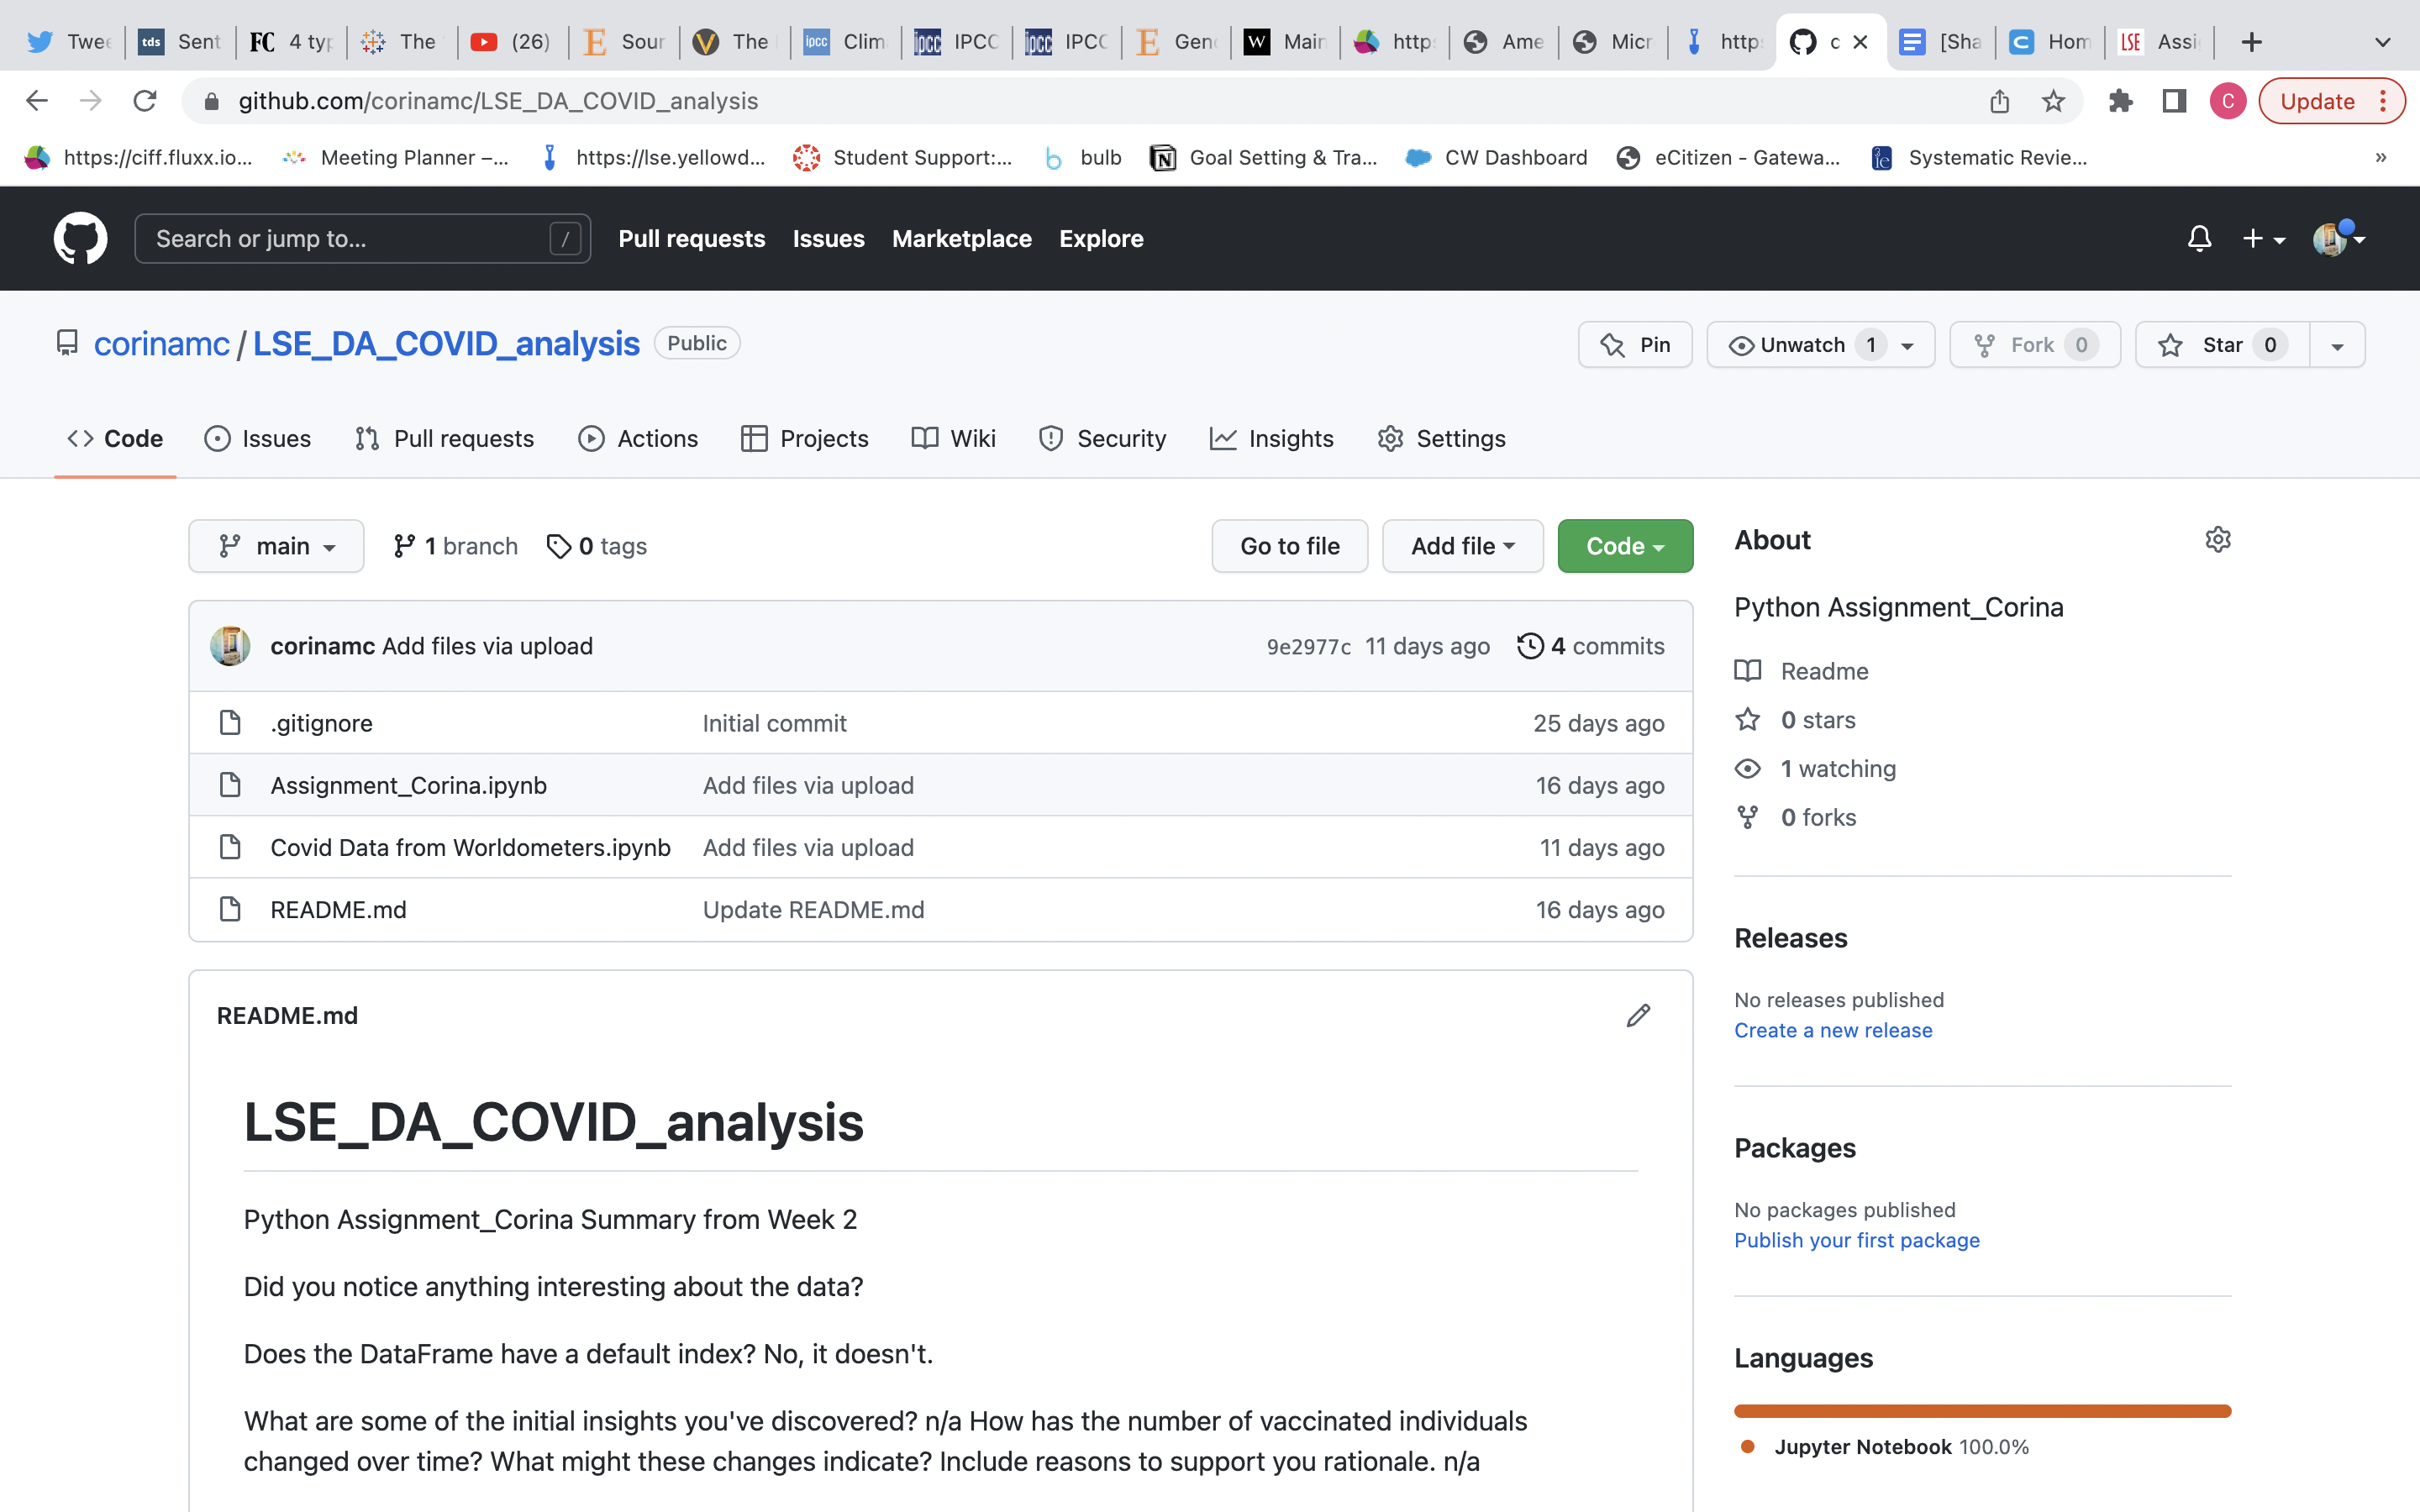 Twee
tds Sent
FC 4 typ
The
(26)
Sour
The
ipcc Clim
ipcc IPCC
ipcc IPCC
E Gen
W Main
http
Ame
Micr
http
c
[Sha
Hom
LSE Assi
github.com/corinamc/LSE_DA_COVID_analysis
C
Update
https://ciff.fluxx.io...
Meeting Planner –...
https://lse.yellowd...
Student Support:...
bulb
Goal Setting & Tra...
CW Dashboard
eCitizen - Gatewa...
Systematic Revie...
»
Search or jump to... /
Pull requests
Issues
Marketplace
Explore
corinamc / LSE_DA_COVID_analysis Public
Pin
Unwatch 1
Fork 0
Star 0
Code
Issues
Pull requests
Actions
Projects
Wiki
Security
Insights
Settings
main
1 branch
0 tags
Go to file
Add file
Code
corinamc Add files via upload 9e2977c 11 days ago 4 commits
.gitignore Initial commit 25 days ago
Assignment_Corina.ipynb Add files via upload 16 days ago
Covid Data from Worldometers.ipynb Add files via upload 11 days ago
README.md Update README.md 16 days ago
README.md
LSE_DA_COVID_analysis
Python Assignment_Corina Summary from Week 2
Did you notice anything interesting about the data?
Does the DataFrame have a default index? No, it doesn't.
What are some of the initial insights you've discovered? n/a How has the number of vaccinated individuals
changed over time? What might these changes indicate? Include reasons to support you rationale. n/a
About
Python Assignment_Corina
Readme
0 stars
1 watching
0 forks
Releases
No releases published
Create a new release
Packages
No packages published
Publish your first package
Languages
Jupyter Notebook 100.0%